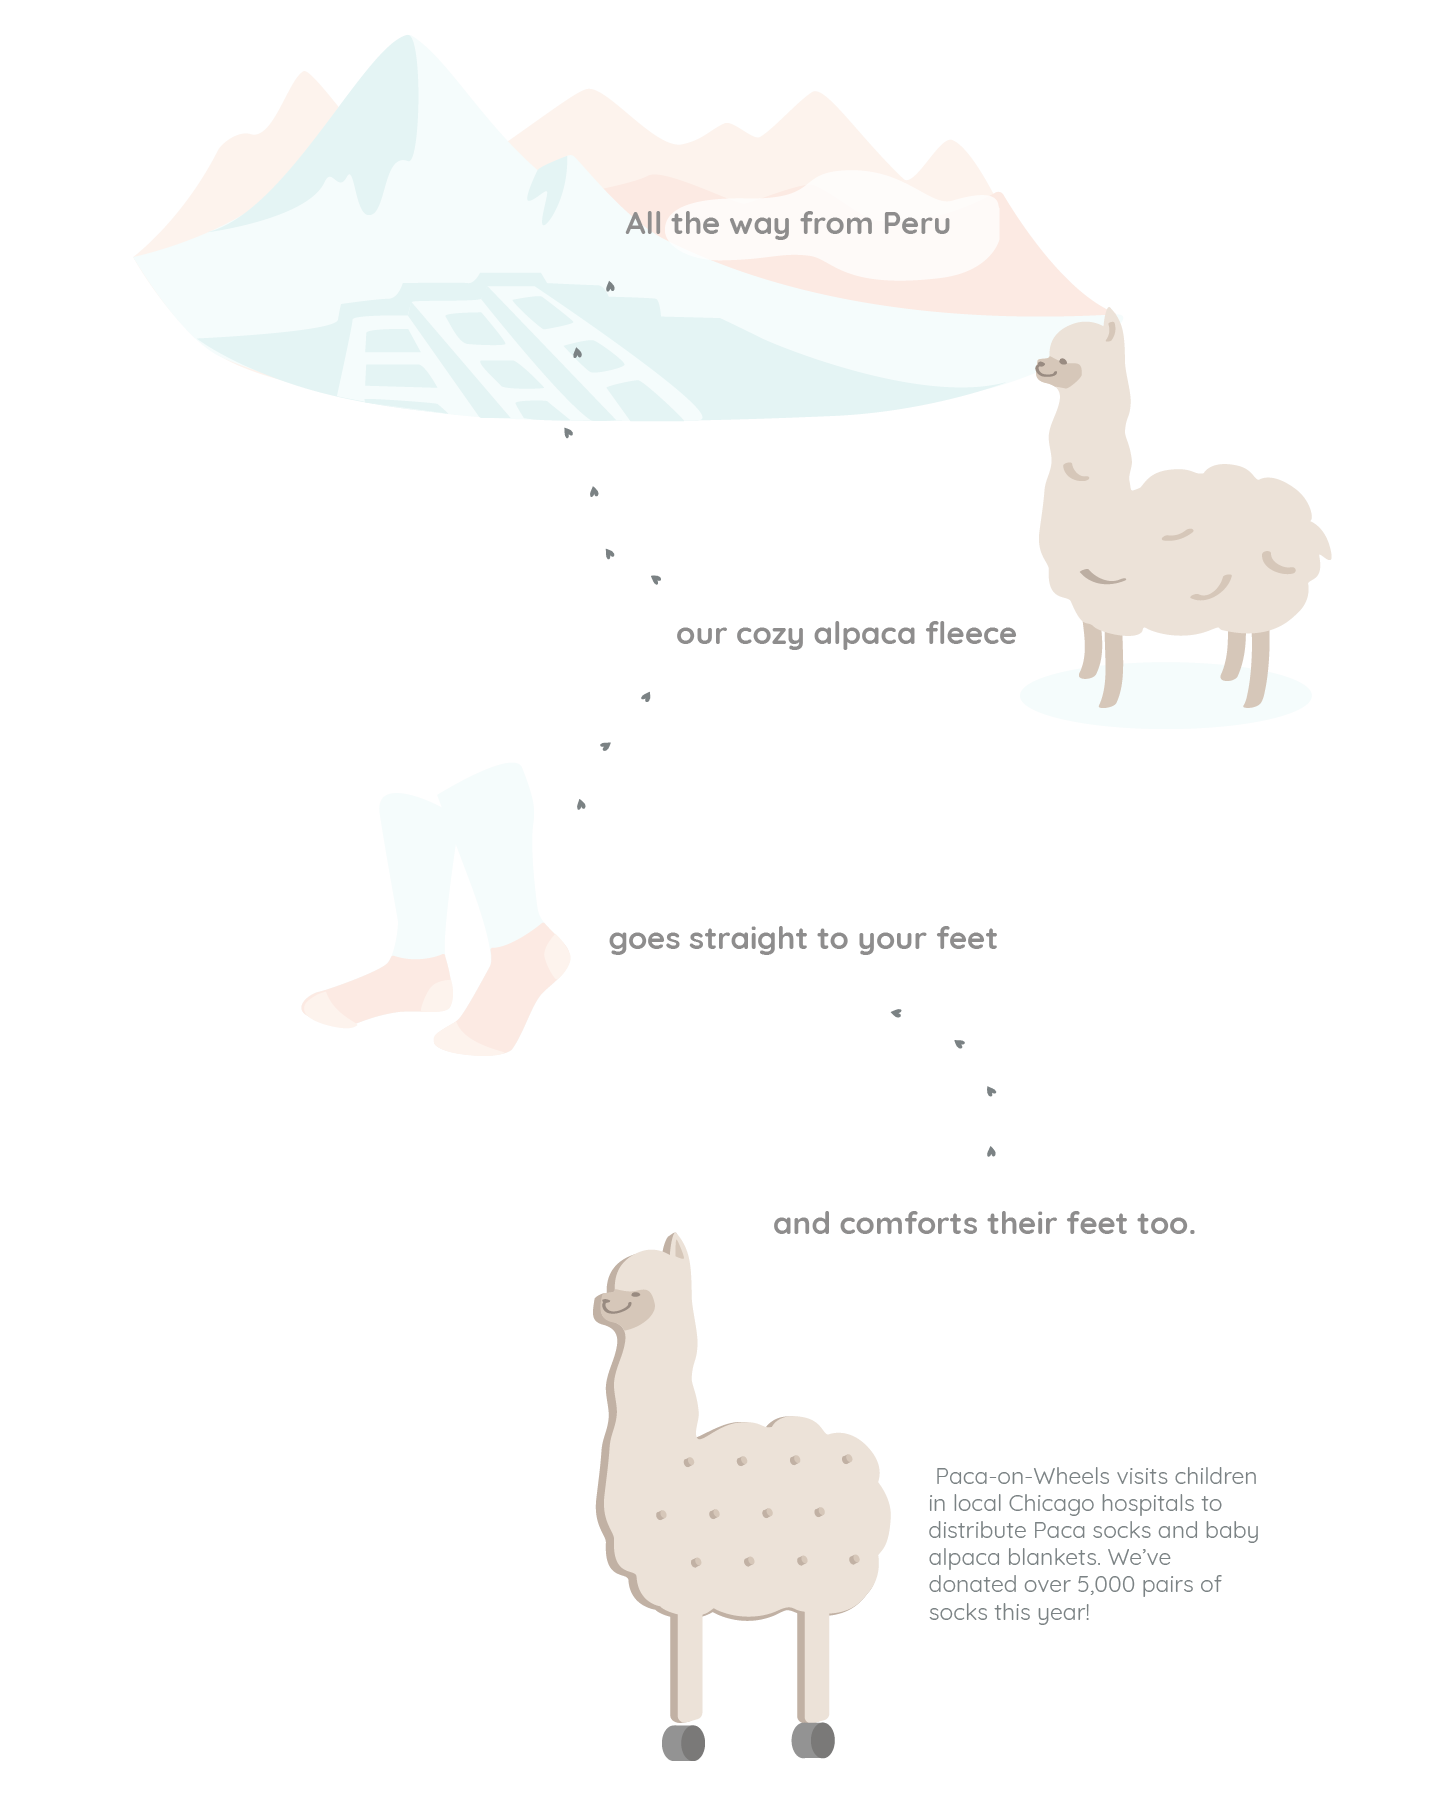 All the way from Peru
our cozy alpaca fleece
goes straight to your feet
and comforts their feet too.
Paca-on-Wheels visits children
in local Chicago hospitals to
distribute Paca socks and baby
alpaca blankets. We’ve
donated over 5,000 pairs of
socks this year!